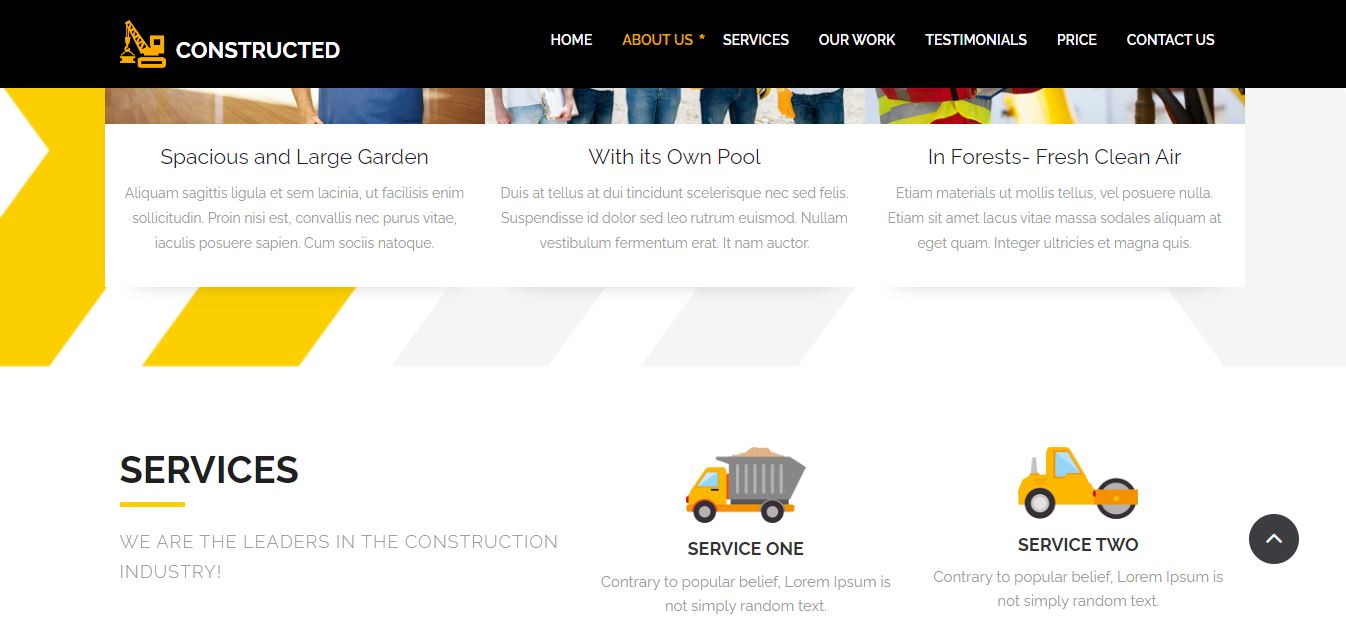 CONSTRUCTED
HOME ABOUT US * SERVICES OUR WORK TESTIMONIALS PRICE CONTACT US
Spacious and Large Garden
Aliquam sagittis ligula et sem lacinia, ut facilisis enim
sollicitudin. Proin nisi est, convallis nec purus vitae,
iaculis posuere sapien. Cum sociis natoque.
With its Own Pool
Duis at tellus at dui tincidunt scelerisque nec sed felis.
Suspendisse id dolor sed leo rutrum euismod. Nullam
vestibulum fermentum erat. It nam auctor.
In Forests- Fresh Clean Air
Etiam materials ut mollis tellus, vel posuere nulla.
Etiam sit amet lacus vitae massa sodales aliquam at
eget quam. Integer ultricies et magna quis.
SERVICES
WE ARE THE LEADERS IN THE CONSTRUCTION
INDUSTRY!
SERVICE ONE
Contrary to popular belief, Lorem Ipsum is
not simply random text.
SERVICE TWO
Contrary to popular belief, Lorem Ipsum is
not simply random text.